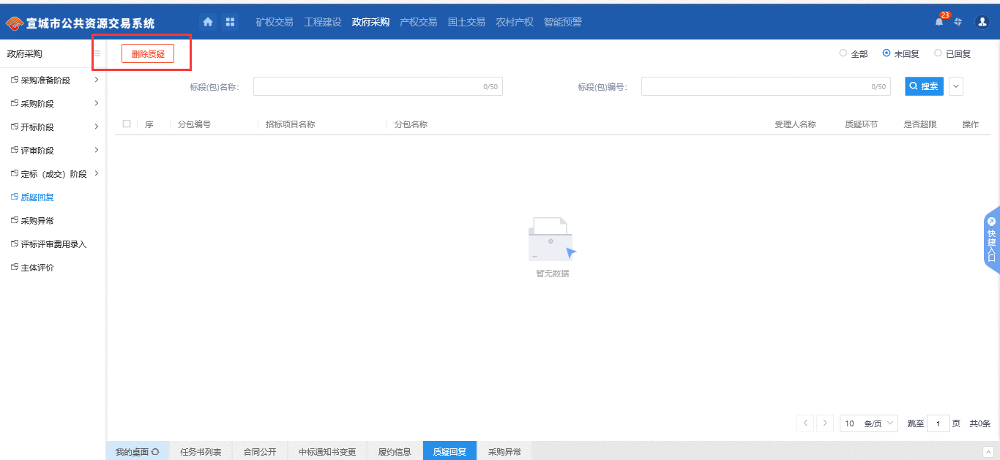 宣城市公共资源交易系统 矿权交易 工程建设 政府采购 产权交易 国土交易 农村产权 智能预警 23
政府采购
删除质疑 全部 未回复 已回复
标段(包)名称： 0/50 标段(包)编号： 0/50 搜索
序 分包编号 招标项目名称 分包名称 受理人名称 质疑环节 是否超限 操作
采购准备阶段
采购阶段
开标阶段
评审阶段
定标（成交）阶段
质疑回复
采购异常
评标评审费用录入
主体评价
暂无数据
快捷入口
10 条/页 跳至 1 页 共0条
我的桌面 任务书列表 合同公开 中标通知书变更 履约信息 质疑回复 采购异常